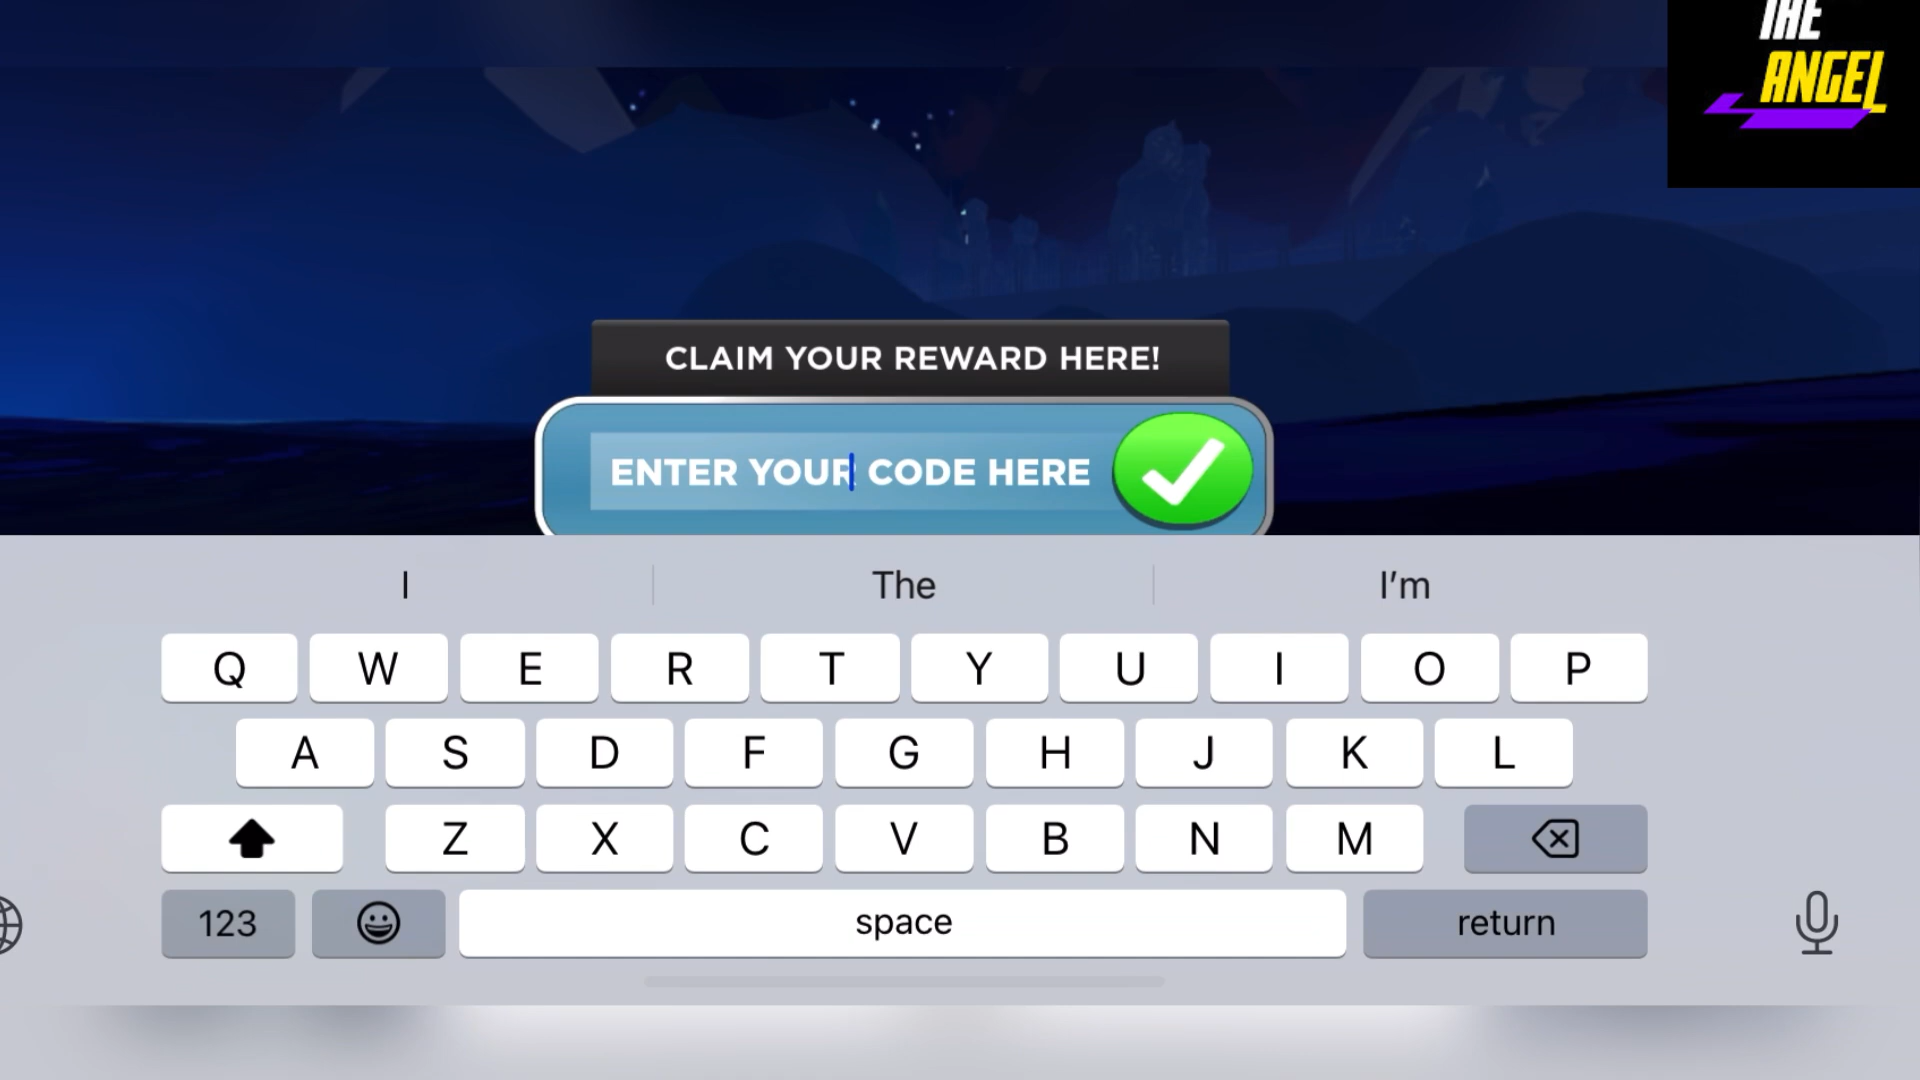 THE
ANGEL
CLAIM YOUR REWARD HERE!
ENTER YOUR CODE HERE
I The I'm
Q W E R T Y U I O P
A S D F G H J K L
Z X C V B N M
123 space return